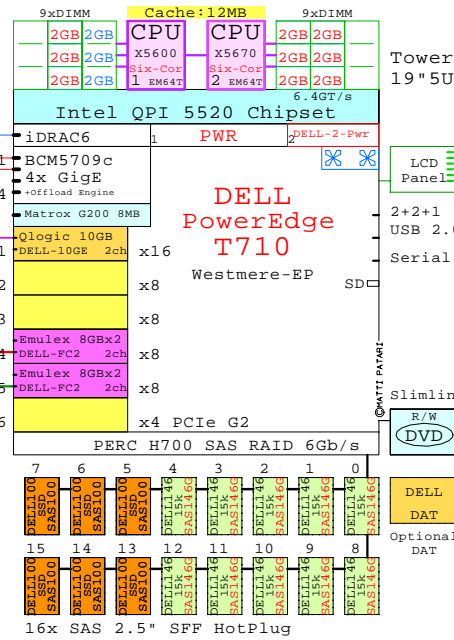 9xDIMM Cache:12MB 9xDIMM
2GB 2GB CPU CPU 2GB 2GB
2GB 2GB X5600 X5670 2GB 2GB
Six-Cor Six-Cor
2GB 2GB 1 EM64T 2 EM64T 2GB 2GB
Tower
19"5U
6.4GT/s
Intel QPI 5520 Chipset
iDRAC6 1 PWR 2 DELL-2-Pwr
BCM5709c
4x GigE
+Offload Engine
LCD
Panel
Matrox G200 8MB
DELL
PowerEdge
T710
Westmere-EP
2+2+1
USB 2.0
Serial
SD
Qlogic 10GB
DELL-10GE 2ch x16
2 x8
3 x8
Emulex 8GBx2
4 DELL-FC2 2ch x8
Emulex 8GBx2
5 DELL-FC2 2ch x8
6 x4 PCIe G2
©MATTI PATARI
Slimlin
R/W
DVD
PERC H700 SAS RAID 6Gb/s
7 6 5 4 3 2 1 0
DELL100 SSD SAS100
DELL100 SSD SAS100
DELL100 SSD SAS100
DELL146 15k SAS146G
DELL146 15k SAS146G
DELL146 15k SAS146G
DELL146 15k SAS146G
DELL146 15k SAS146G
DELL
DAT
Optional
DAT
15 14 13 12 11 10 9 8
DELL100 SSD SAS100
DELL100 SSD SAS100
DELL100 SSD SAS100
DELL146 15k SAS146G
DELL146 15k SAS146G
DELL146 15k SAS146G
DELL146 15k SAS146G
DELL146 15k SAS146G
16x SAS 2.5" SFF HotPlug